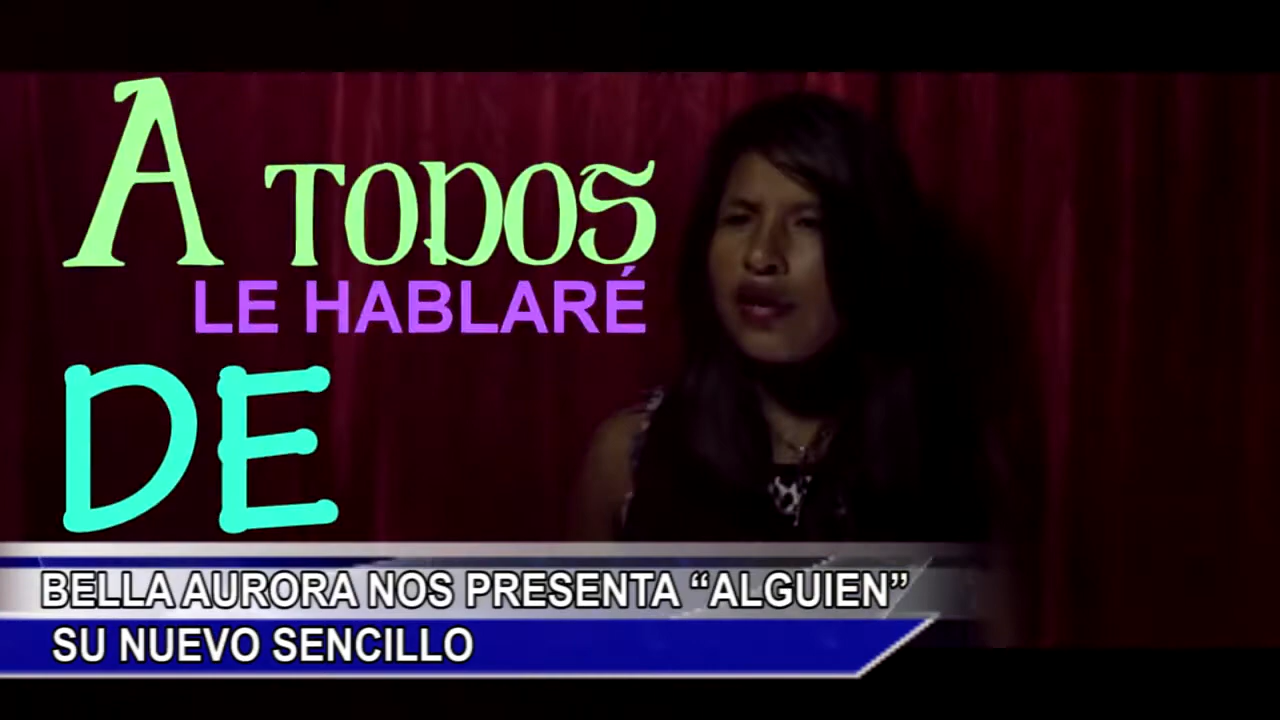 A TODOS
LE HABLARÉ
DE
BELLA AURORA NOS PRESENTA “ALGUIEN”
SU NUEVO SENCILLO